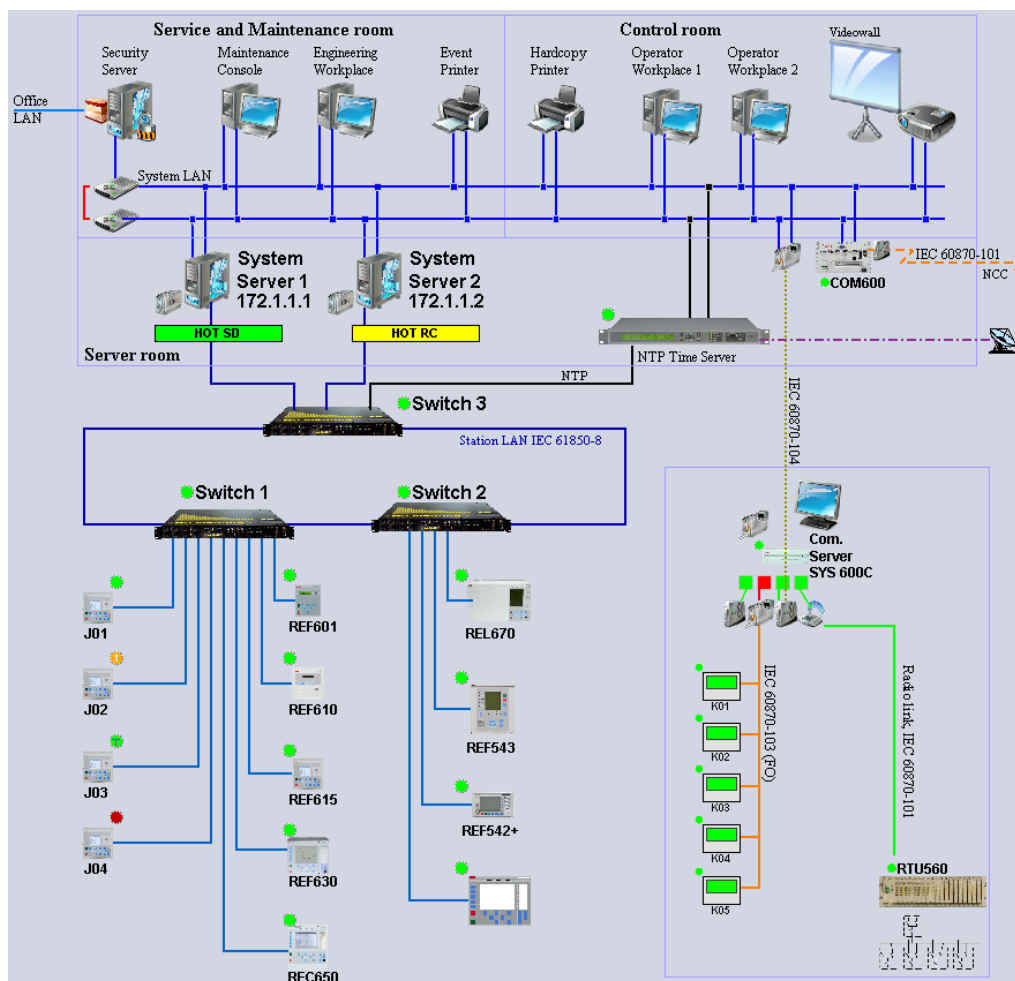 Service and Maintenance room
Control room
Security
Server
Maintenance
Console
Engineering
Workplace
Event
Printer
Hardcopy
Printer
Operator
Workplace 1
Operator
Workplace 2
Videowall
Office
LAN
System LAN
System
Server 1
172.1.1.1
System
Server 2
172.1.1.2
IEC 60870-101
NCC
COM600
HOT SD
HOT RC
Server room
NTP Time Server
NTP
IEC 60870-104
Switch 3
Station LAN IEC 61850-8
Switch 1
Switch 2
Com.
Server
SYS 600C
J01
REF601
REL670
J02
REF610
REF543
J03
REF615
REF542+
J04
REF630
REC650
K01
K02
K03
K04
K05
IEC 60870-103 (FO)
Radio link, IEC 60870-101
RTU560